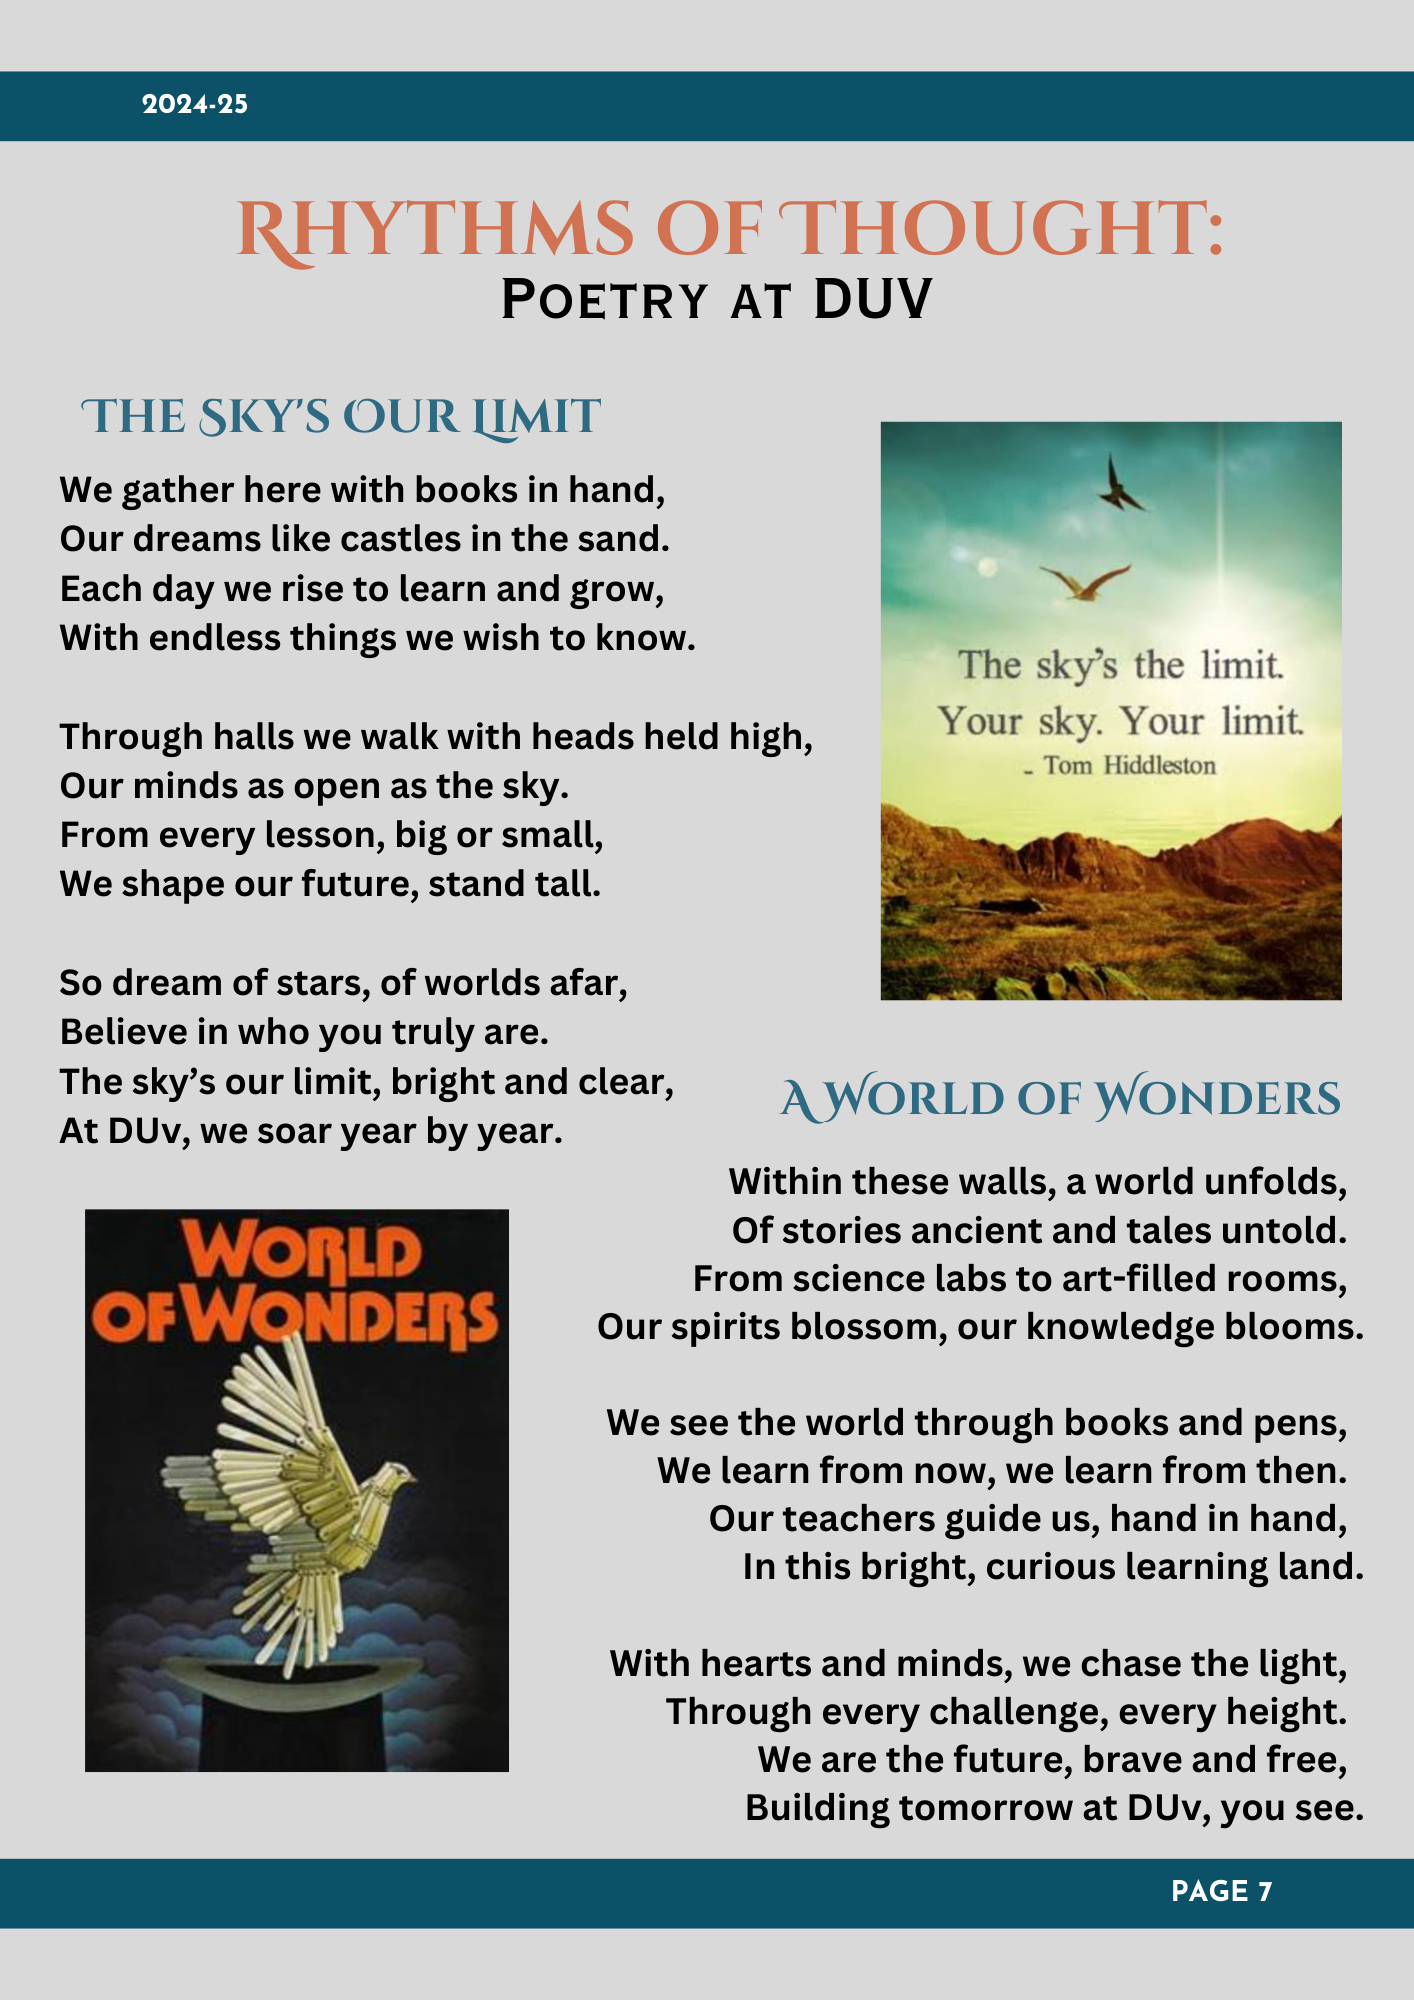 2024-25
Rhythms of Thought:
Poetry at DUV
The Sky's Our Limit
We gather here with books in hand,
Our dreams like castles in the sand.
Each day we rise to learn and grow,
With endless things we wish to know.
Through halls we walk with heads held high,
Our minds as open as the sky.
From every lesson, big or small,
We shape our future, stand tall.
So dream of stars, of worlds afar,
Believe in who you truly are.
The sky’s our limit, bright and clear,
At DUv, we soar year by year.
The sky’s the limit.
Your sky. Your limit.
- Tom Hiddleston
A World of Wonders
Within these walls, a world unfolds,
Of stories ancient and tales untold.
From science labs to art-filled rooms,
Our spirits blossom, our knowledge blooms.
We see the world through books and pens,
We learn from now, we learn from then.
Our teachers guide us, hand in hand,
In this bright, curious learning land.
With hearts and minds, we chase the light,
Through every challenge, every height.
We are the future, brave and free,
Building tomorrow at DUv, you see.
WORLD
OF WONDERS
PAGE 7